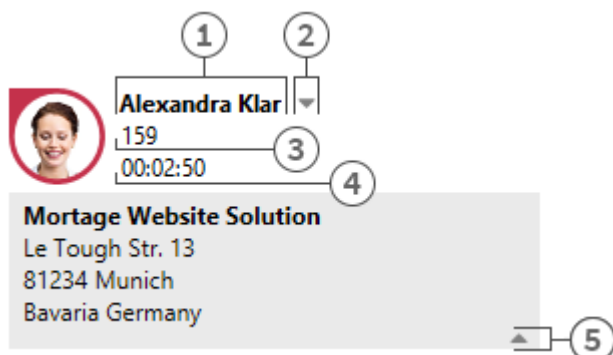 1 2
Alexandra Klar
159
3
00:02:50
4
Mortage Website Solution
Le Tough Str. 13
81234 Munich
Bavaria Germany
5